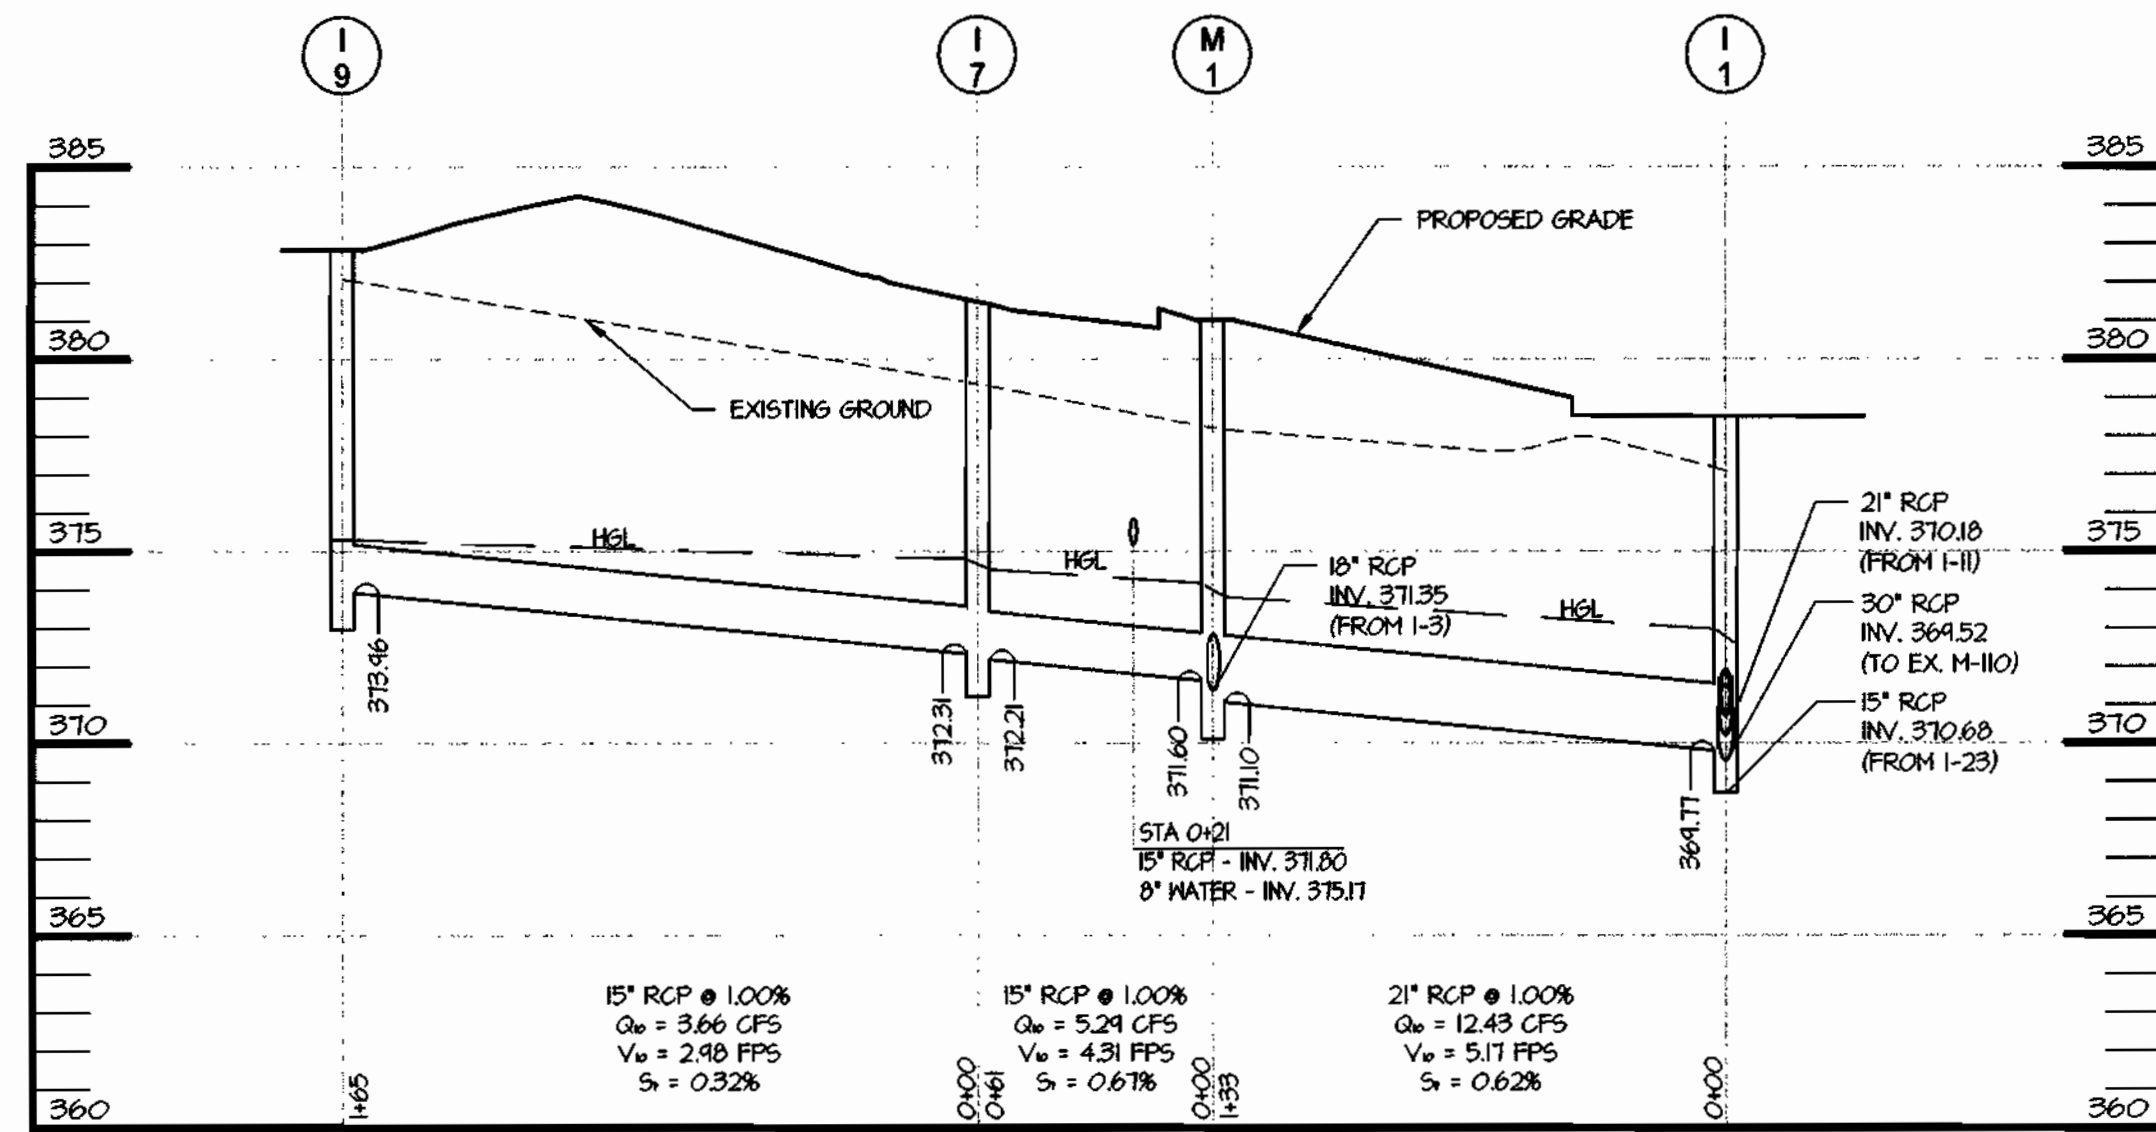 I
9
I
7
M
1
I
1
385
385
PROPOSED GRADE
380
380
EXISTING GROUND
21" RCP
INV. 370.18
(FROM I-11)
375
375
HGL
HGL
18" RCP
INV. 371.35
(FROM I-3)
HGL
30" RCP
INV. 369.52
(TO EX. M-110)
15" RCP
INV. 370.68
(FROM I-23)
373.96
372.31
372.21
371.60
371.10
369.77
370
370
STA 0+21
15" RCP - INV. 371.80
8" WATER - INV. 375.17
365
365
15" RCP @ 1.00%
Q₁₀ = 3.66 CFS
V₁₀ = 2.98 FPS
Sf = 0.32%
15" RCP @ 1.00%
Q₁₀ = 5.29 CFS
V₁₀ = 4.31 FPS
Sf = 0.67%
21" RCP @ 1.00%
Q₁₀ = 12.43 CFS
V₁₀ = 5.17 FPS
Sf = 0.62%
1+65
0+00
0+61
0+00
1+33
0+00
360
360